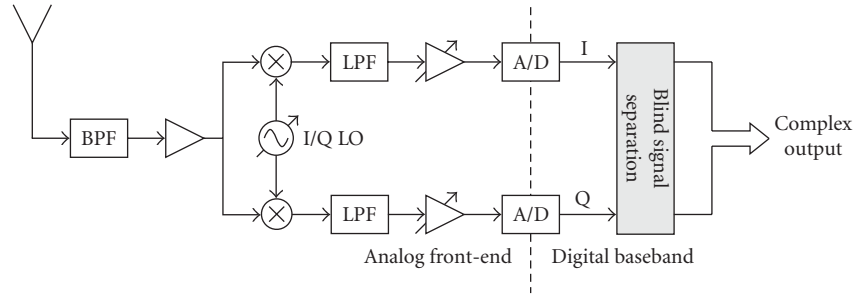 BPF
I/Q LO
LPF
A/D
I
LPF
A/D
Q
Analog front-end
Digital baseband
Blind signal
separation
Complex
output